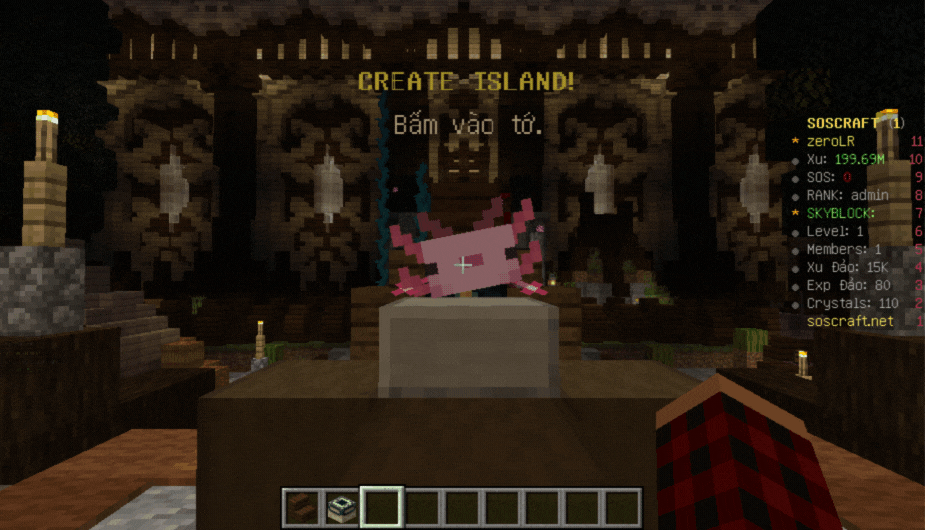 CREATE ISLAND!
Bấm vào tớ.
SOSCRAFT (1)
* zeroLR 11
● Xu: 199.69M 10
● SOS: 0 9
● RANK: admin 8
* SKYBLOCK: 7
● Level: 1 6
● Members: 1 5
● Xu Đảo: 15K 4
● Exp Đảo: 80 3
● Crystals: 110 2
soscraft.net 1